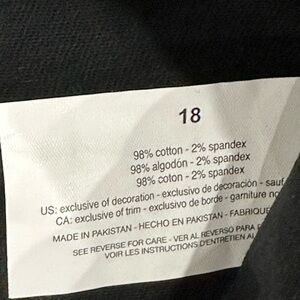 18
98% cotton - 2% spandex
98% algodón - 2% spandex
98% coton - 2% spandex
US: exclusive of decoration - exclusivo de decoración - sauf
CA: exclusive of trim - exclusivo de borde - garniture no
MADE IN PAKISTAN - HECHO EN PAKISTAN - FABRIQUE
SEE REVERSE FOR CARE - VER AL REVERSO PARA
VOIR LES INSTRUCTIONS D'ENTRETIEN AL